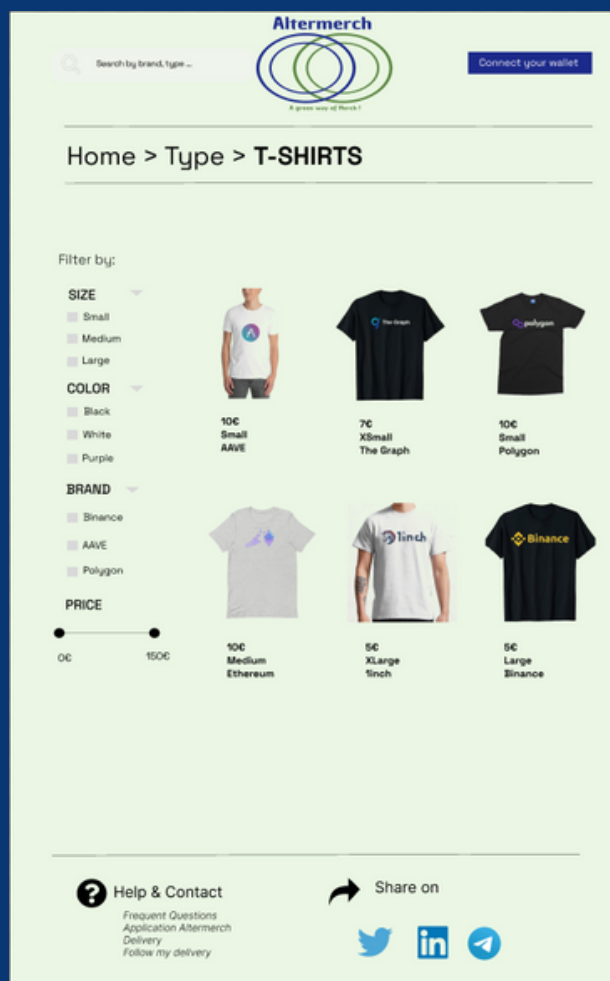 Altermerch
Search by brand, type ...
Connect your wallet
A green way of Merch !
Home > Type > T-SHIRTS
Filter by:
SIZE
Small
Medium
Large
COLOR
Black
White
Purple
BRAND
Binance
AAVE
Polygon
PRICE
0€ 150€
The Graph
polygon
10€
Small
AAVE
7€
XSmall
The Graph
10€
Small
Polygon
1inch
Binance
10€
Medium
Ethereum
5€
XLarge
1inch
5€
Large
Binance
Help & Contact
Frequent Questions
Application Altermerch
Delivery
Follow my delivery
Share on
in